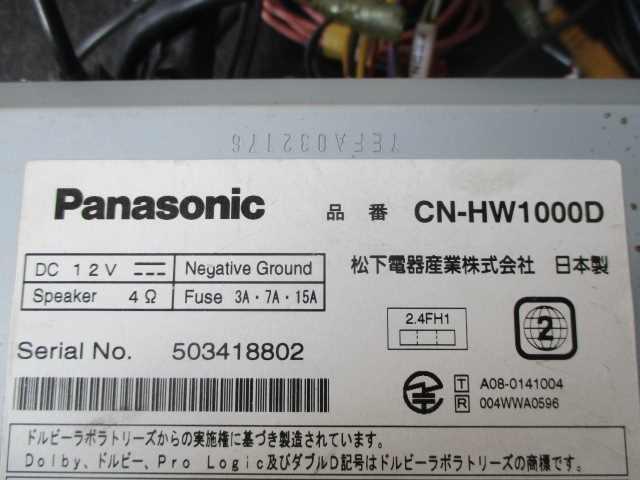 YEFA032178
Panasonic 品番 CN-HW1000D
DC 12V Negative Ground
Speaker 4Ω Fuse 3A・7A・15A
松下電器産業株式会社 日本製
2.4FH1
2
Serial No. 503418802
T A08-0141004
R 004WWA0596
ドルビーラボラトリーズからの実施権に基づき製造されています。
Dolby、ドルビー、Pro Logic及びダブルD記号はドルビーラボラトリーズの商標です。